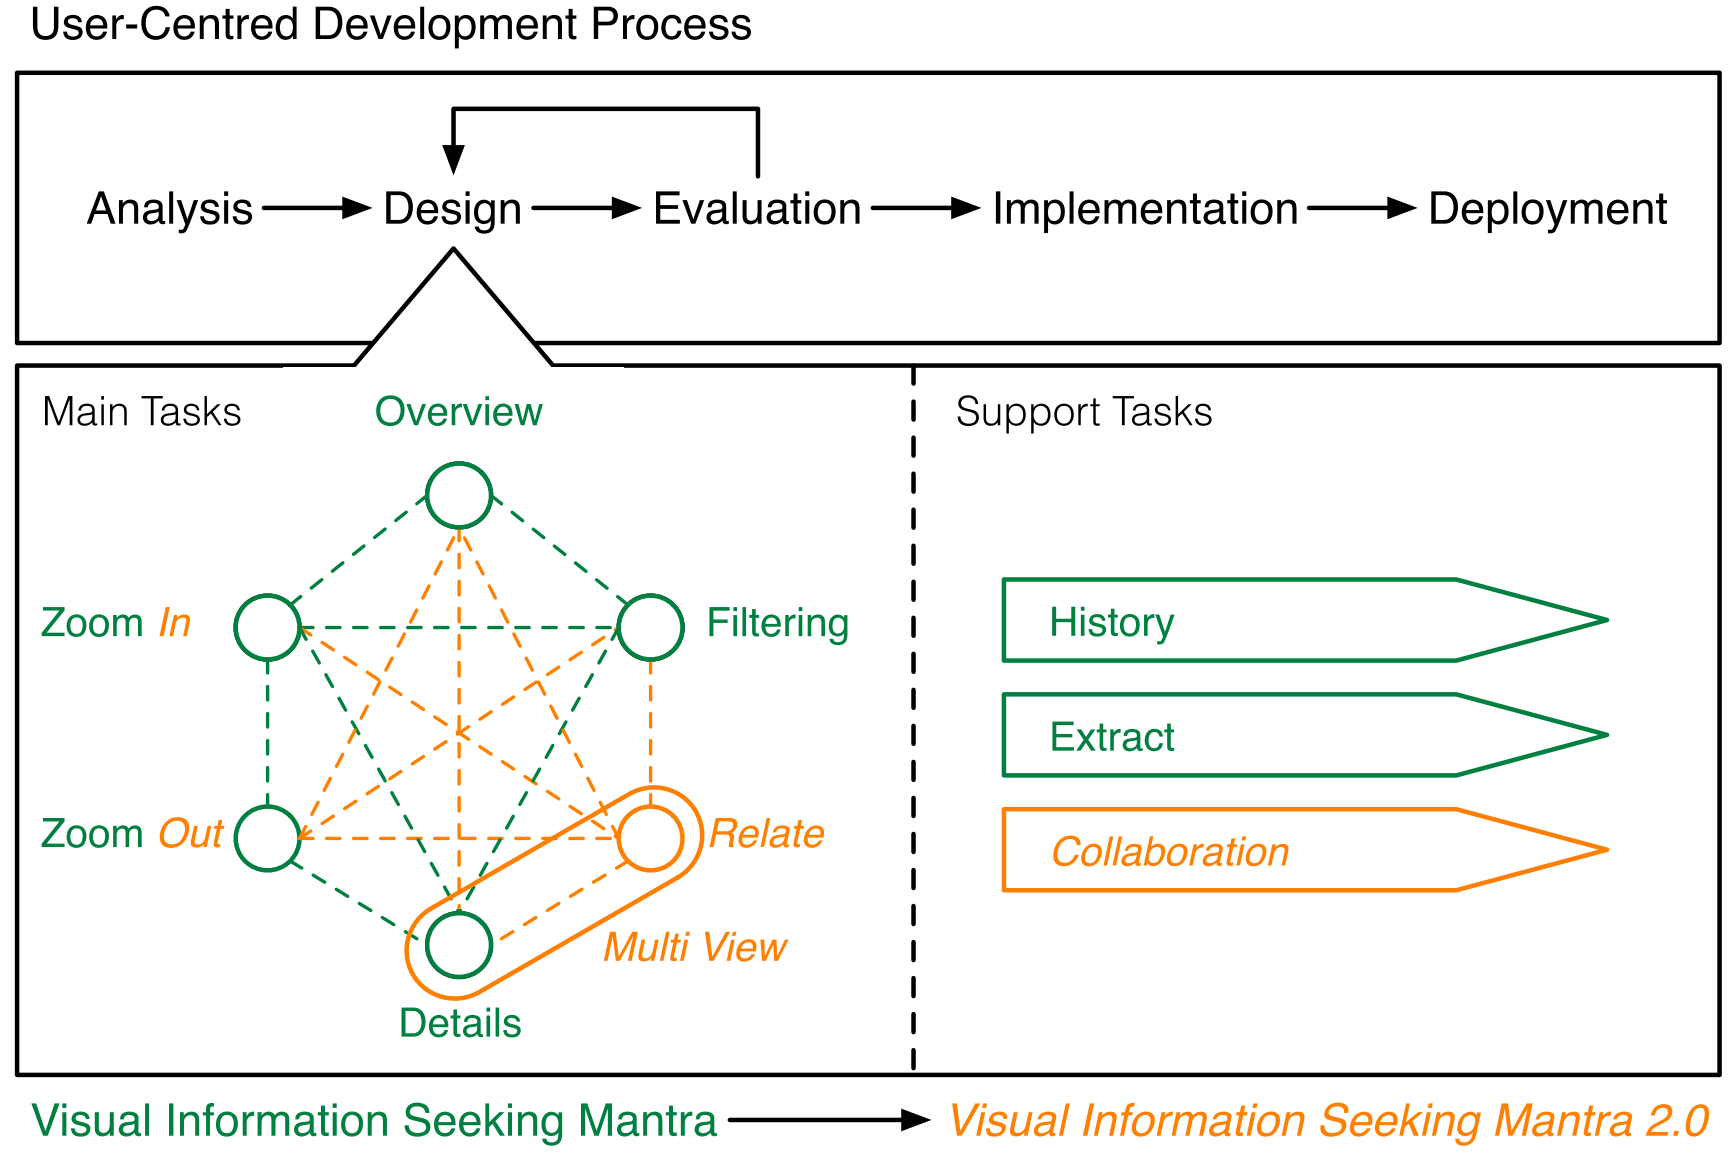 User-Centred Development Process
Analysis Design Evaluation Implementation Deployment
Main Tasks
Overview
Zoom In
Filtering
Zoom Out
Relate
Multi View
Details
Support Tasks
History
Extract
Collaboration
Visual Information Seeking Mantra
Visual Information Seeking Mantra 2.0